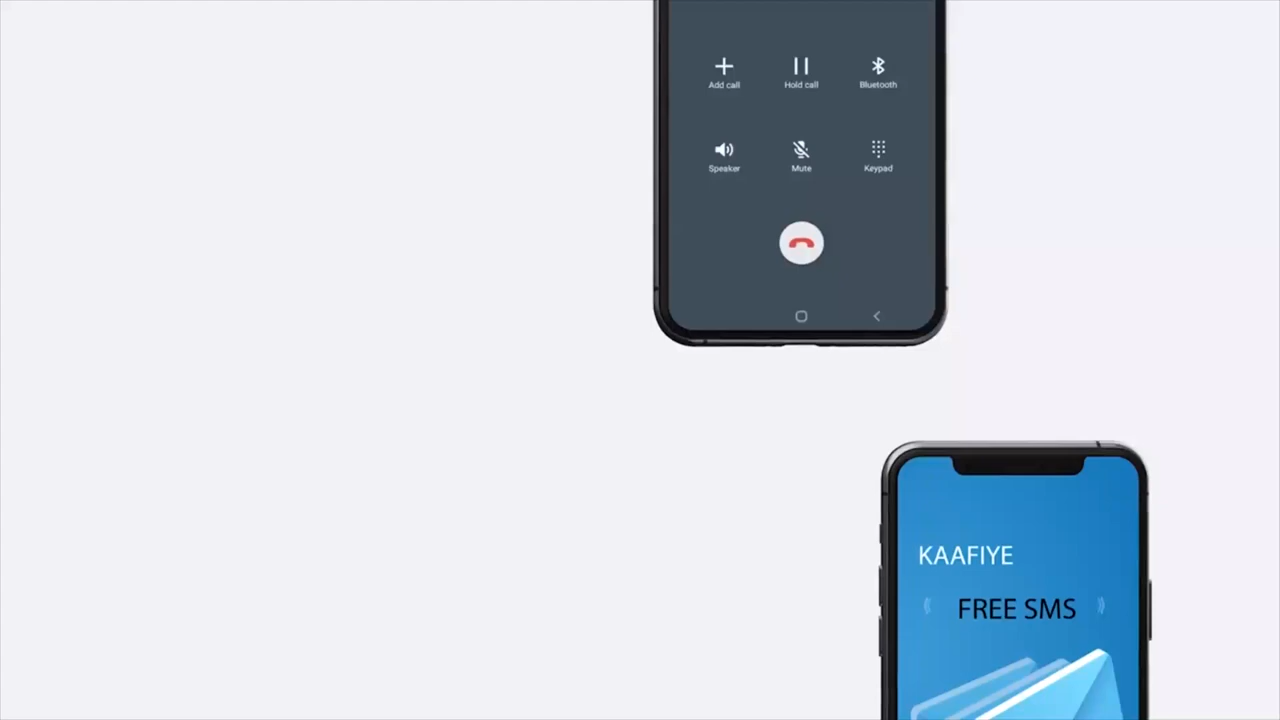 Add call Hold call Bluetooth
Speaker Mute Keypad
KAAFIYE
FREE SMS